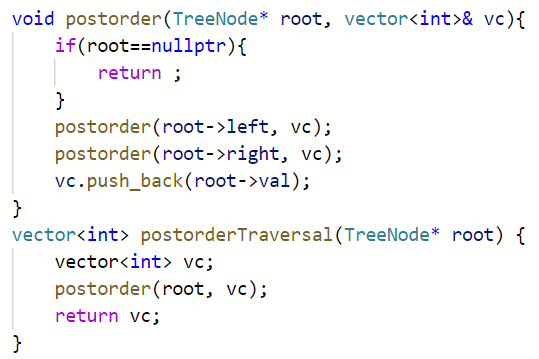 void postorder(TreeNode* root, vector<int>& vc){
    if(root==nullptr){
        return ;
    }
    postorder(root->left, vc);
    postorder(root->right, vc);
    vc.push_back(root->val);
}
vector<int> postorderTraversal(TreeNode* root) {
    vector<int> vc;
    postorder(root, vc);
    return vc;
}